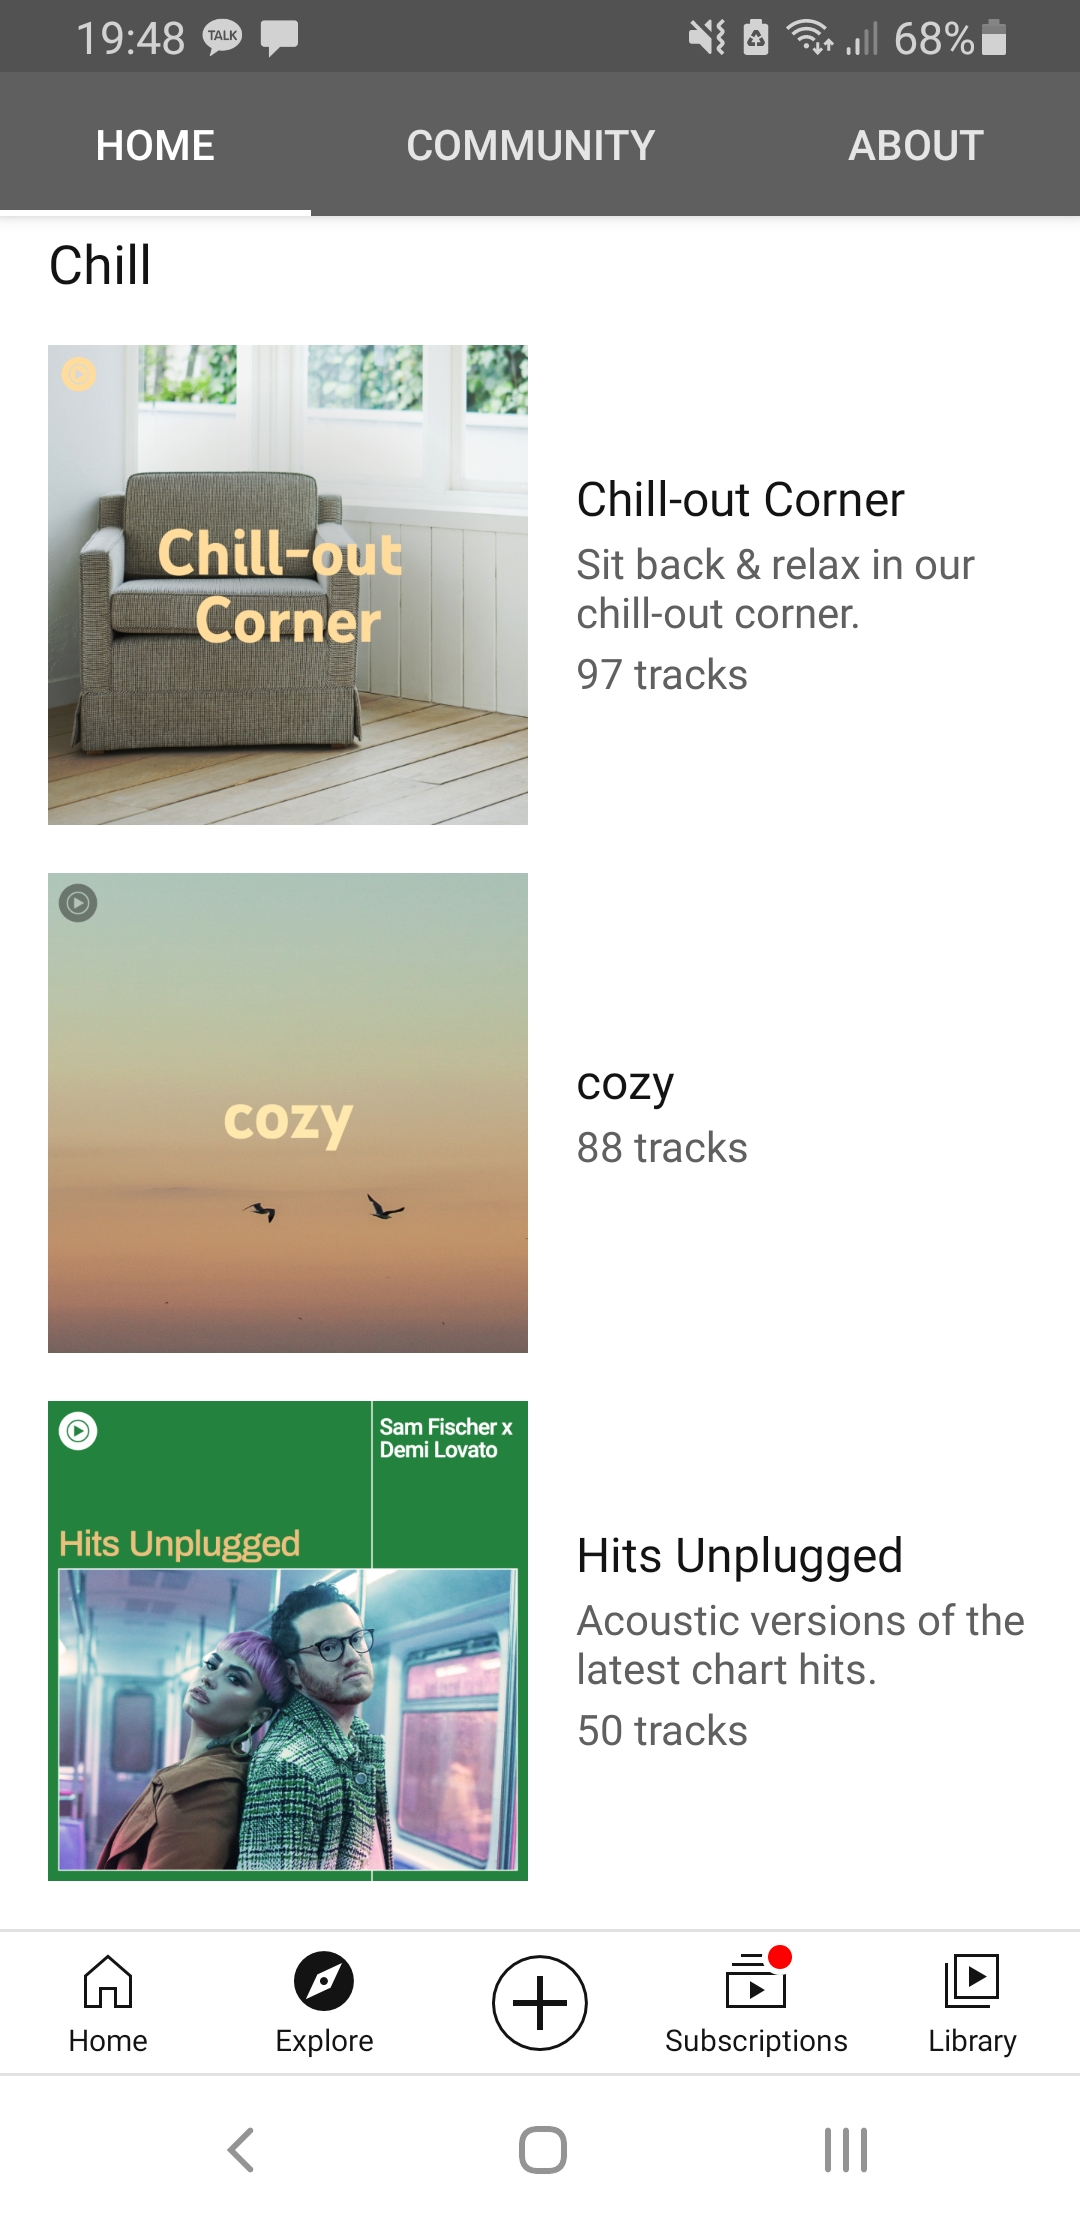 19:48 TALK 68%
HOME COMMUNITY ABOUT
Chill
Chill-out
Corner
Chill-out Corner
Sit back & relax in our
chill-out corner.
97 tracks
cozy
cozy
88 tracks
Sam Fischer x
Demi Lovato
Hits Unplugged
Hits Unplugged
Acoustic versions of the
latest chart hits.
50 tracks
Home Explore Subscriptions Library